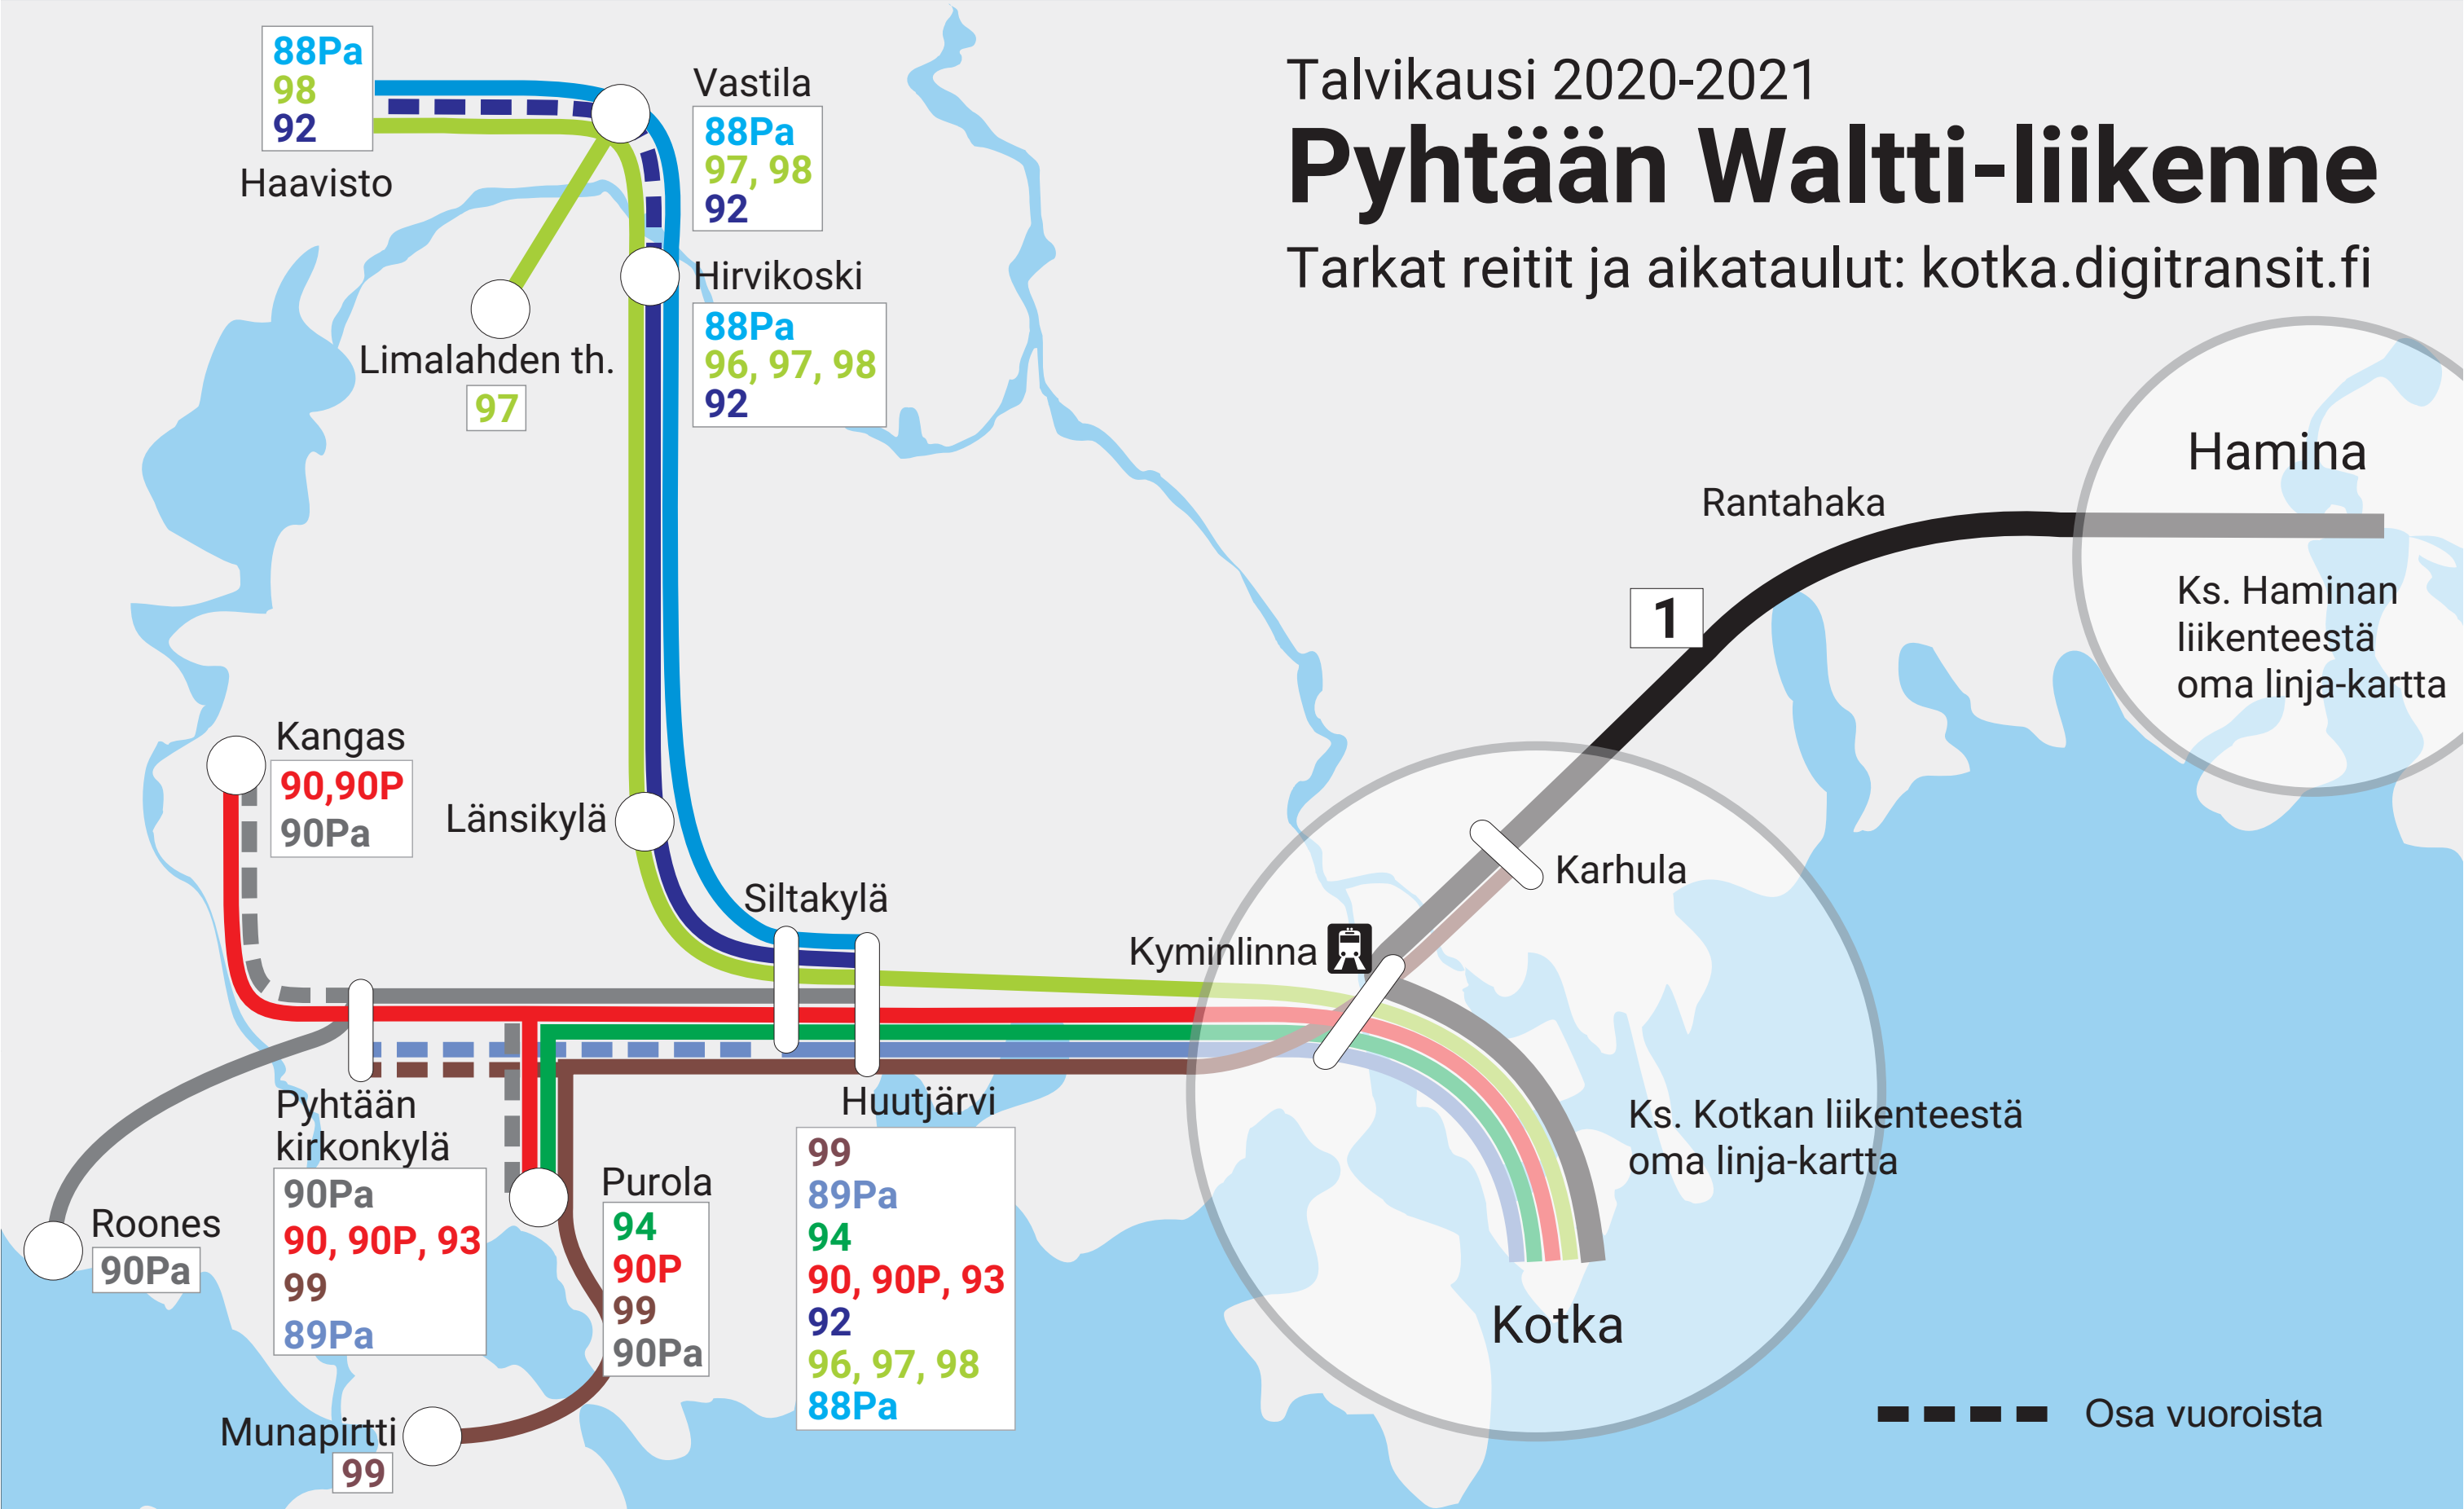 Talvikausi 2020-2021
Pyhtään Waltti-liikenne
Tarkat reitit ja aikataulut: kotka.digitransit.fi
88Pa
98
92
Haavisto
Vastila
88Pa
97, 98
92
Hirvikoski
88Pa
96, 97, 98
92
Limalahden th.
97
Hamina
Rantahaka
Ks. Haminan
liikenteestä
oma linja-kartta
1
Kangas
90,90P
90Pa
Länsikylä
Siltakylä
Karhula
Kyminlinna
Pyhtään
kirkonkylä
90Pa
90, 90P, 93
99
89Pa
Huutjärvi
99
89Pa
94
90, 90P, 93
92
96, 97, 98
88Pa
Ks. Kotkan liikenteestä
oma linja-kartta
Purola
94
90P
99
90Pa
Roones
90Pa
Kotka
Munapirtti
99
Osa vuoroista